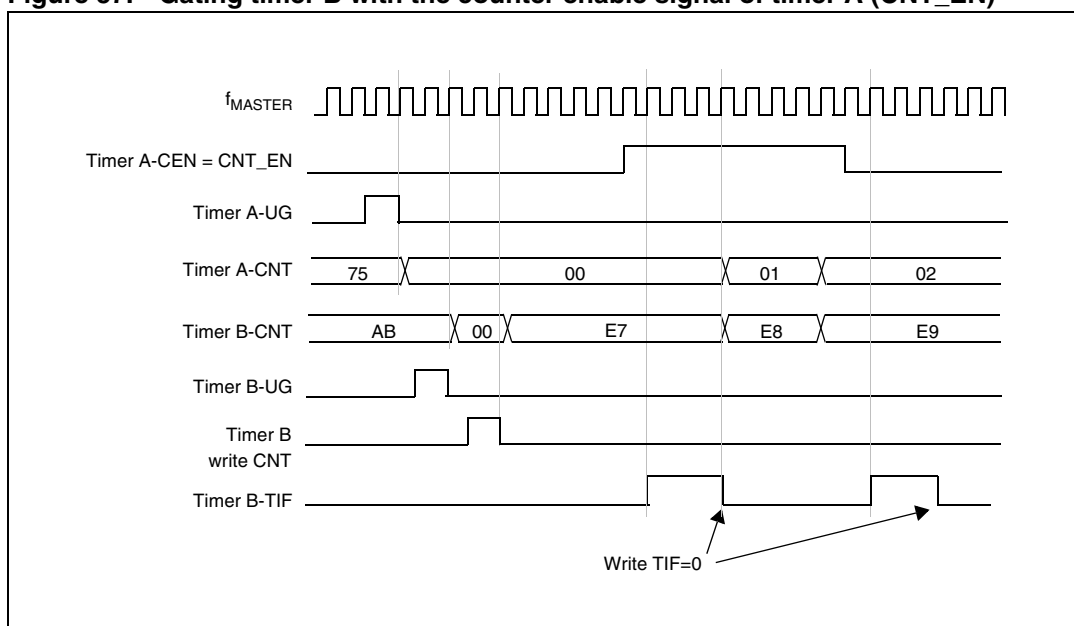 Figure 37. Gating timer B with the counter enable signal of timer A (CNT_EN)
fMASTER
Timer A-CEN = CNT_EN
Timer A-UG
Timer A-CNT
75
00
01
02
Timer B-CNT
AB
00
E7
E8
E9
Timer B-UG
Timer B
write CNT
Timer B-TIF
Write TIF=0